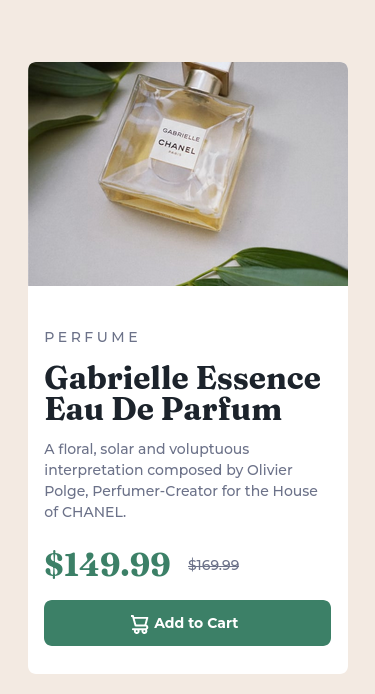 GABRIELLE
CHANEL
PARIS
PERFUME
Gabrielle Essence
Eau De Parfum
A floral, solar and voluptuous
interpretation composed by Olivier
Polge, Perfumer-Creator for the House
of CHANEL.
$149.99 $169.99
Add to Cart